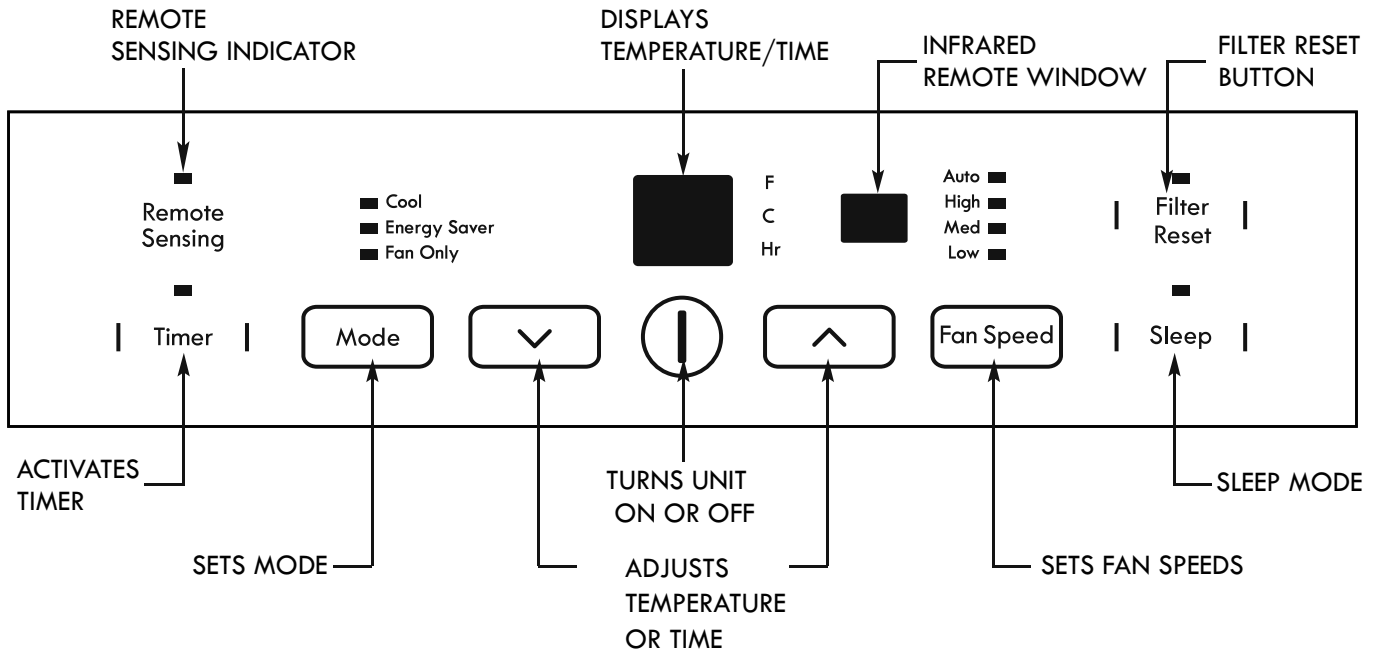 REMOTE
SENSING INDICATOR
DISPLAYS
TEMPERATURE/TIME
INFRARED
REMOTE WINDOW
FILTER RESET
BUTTON
Remote
Sensing
Cool
Energy Saver
Fan Only
F
C
Hr
Auto
High
Med
Low
Filter
Reset
Timer
Mode
Fan Speed
Sleep
ACTIVATES
TIMER
TURNS UNIT
ON OR OFF
SLEEP MODE
SETS MODE
ADJUSTS
TEMPERATURE
OR TIME
SETS FAN SPEEDS